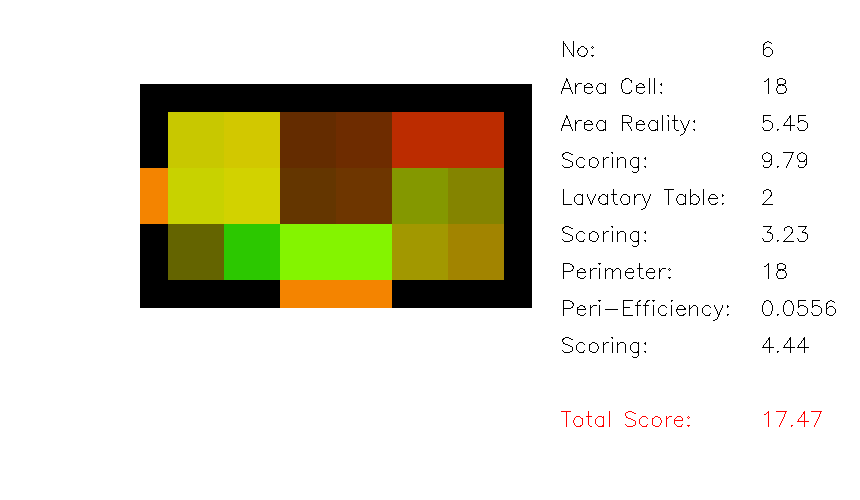 No: 6
Area Cell: 18
Area Reality: 5.45
Scoring: 9.79
Lavatory Table: 2
Scoring: 3.23
Perimeter: 18
Peri-Efficiency: 0.0556
Scoring: 4.44
Total Score: 17.47